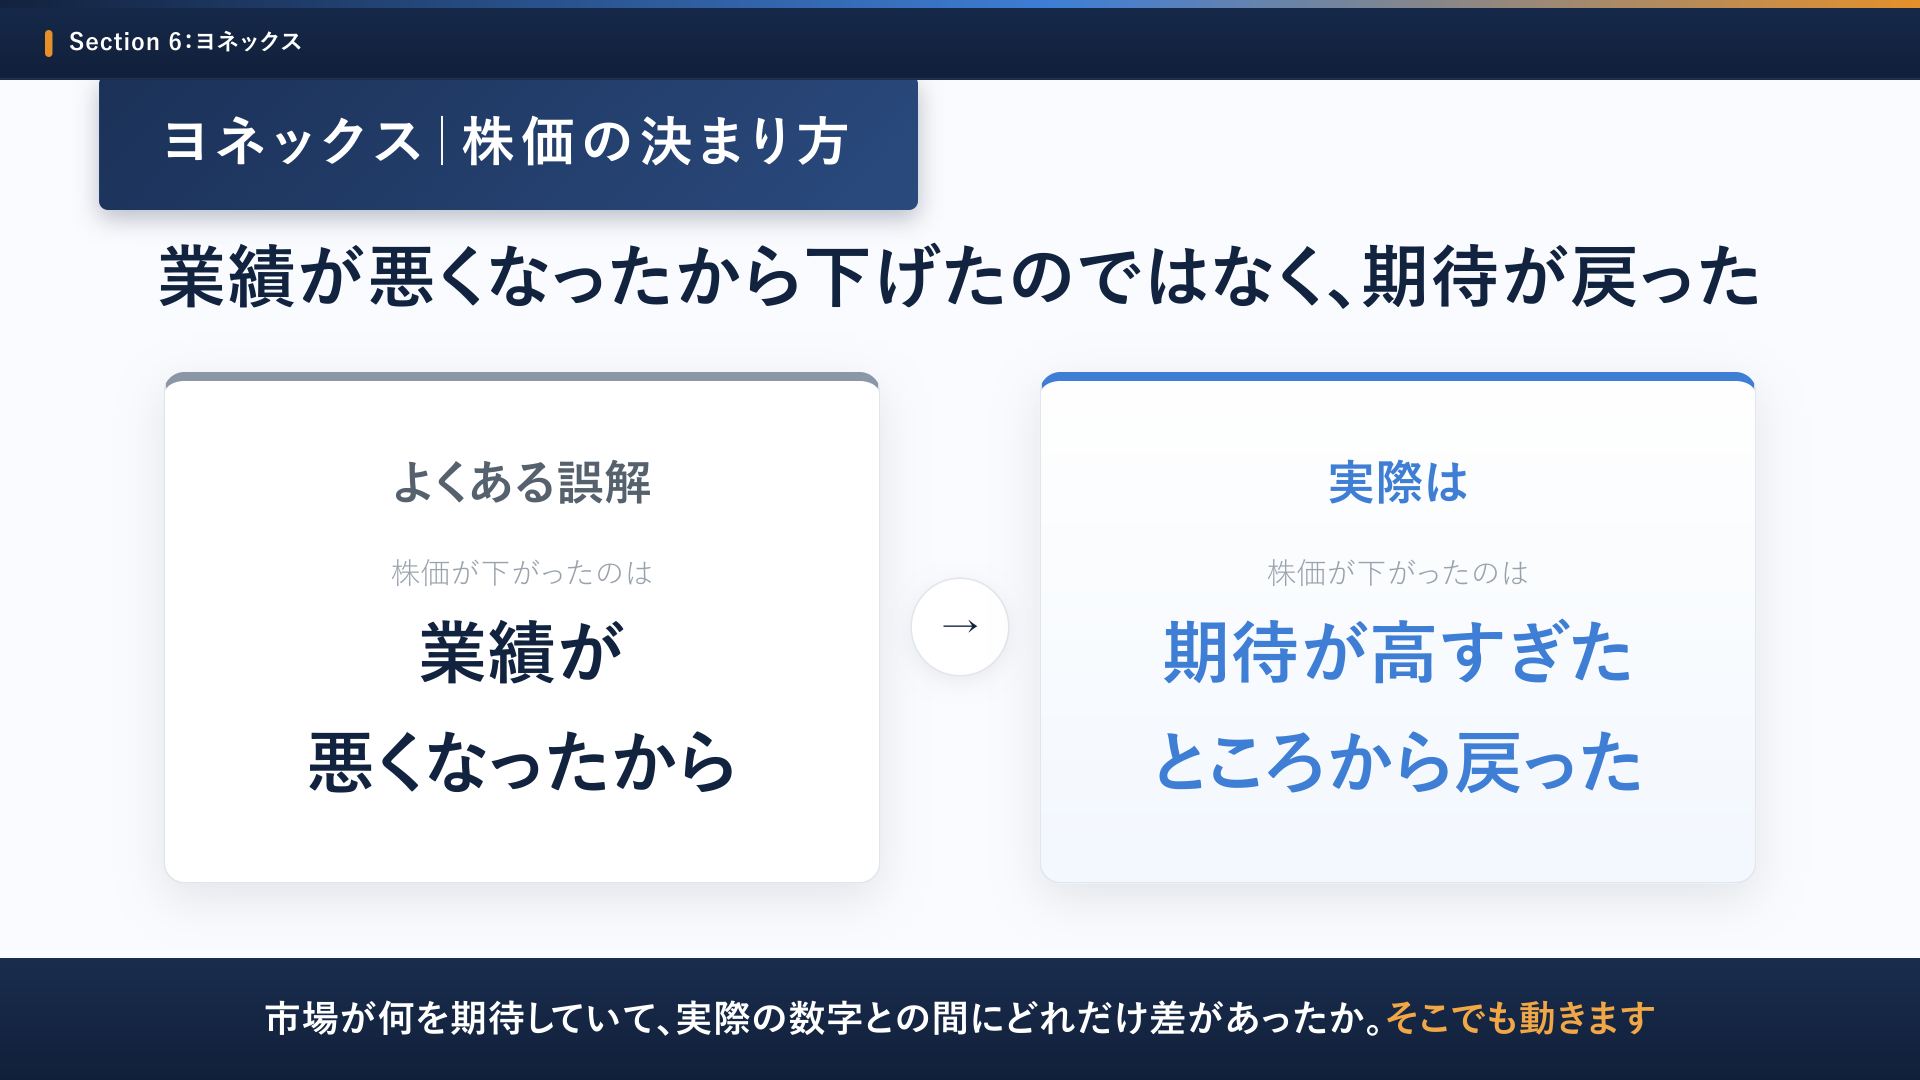 Section 6：ヨネックス
ヨネックス｜株価の決まり方
業績が悪くなったから下げたのではなく、期待が戻った
よくある誤解
株価が下がったのは
業績が
悪くなったから
→
実際は
株価が下がったのは
期待が高すぎた
ところから戻った
市場が何を期待していて、実際の数字との間にどれだけ差があったか。そこでも動きます